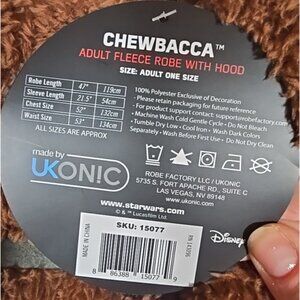 CHEWBACCA™
ADULT FLEECE ROBE WITH HOOD
SIZE: ADULT ONE SIZE
Robe Length 47" 119cm
Sleeve Length 21.5" 54cm
Chest Size 52" 132cm
Waist Size 53" 134cm
ALL SIZES ARE APPROX
100% Polyester Exclusive of Decoration
- Please retain packaging for future reference
For product support contact: support@robefactory.com
• Machine Wash Cold Gentle Cycle • Do Not Bleach
• Tumble Dry Low • Cool Iron • Wash Dark Colors
Separately • Wash Before First Use • Do Not Dry Clean
made by
UKONIC
ROBE FACTORY LLC / UKONIC
5735 S. FORT APACHE RD., SUITE C
LAS VEGAS, NV 89148
www.ukonic.com
www.starwars.com
© & ™ Lucasfilm Ltd.
SKU: 15077
MADE IN CHINA
8 86388 15077 9
Disney